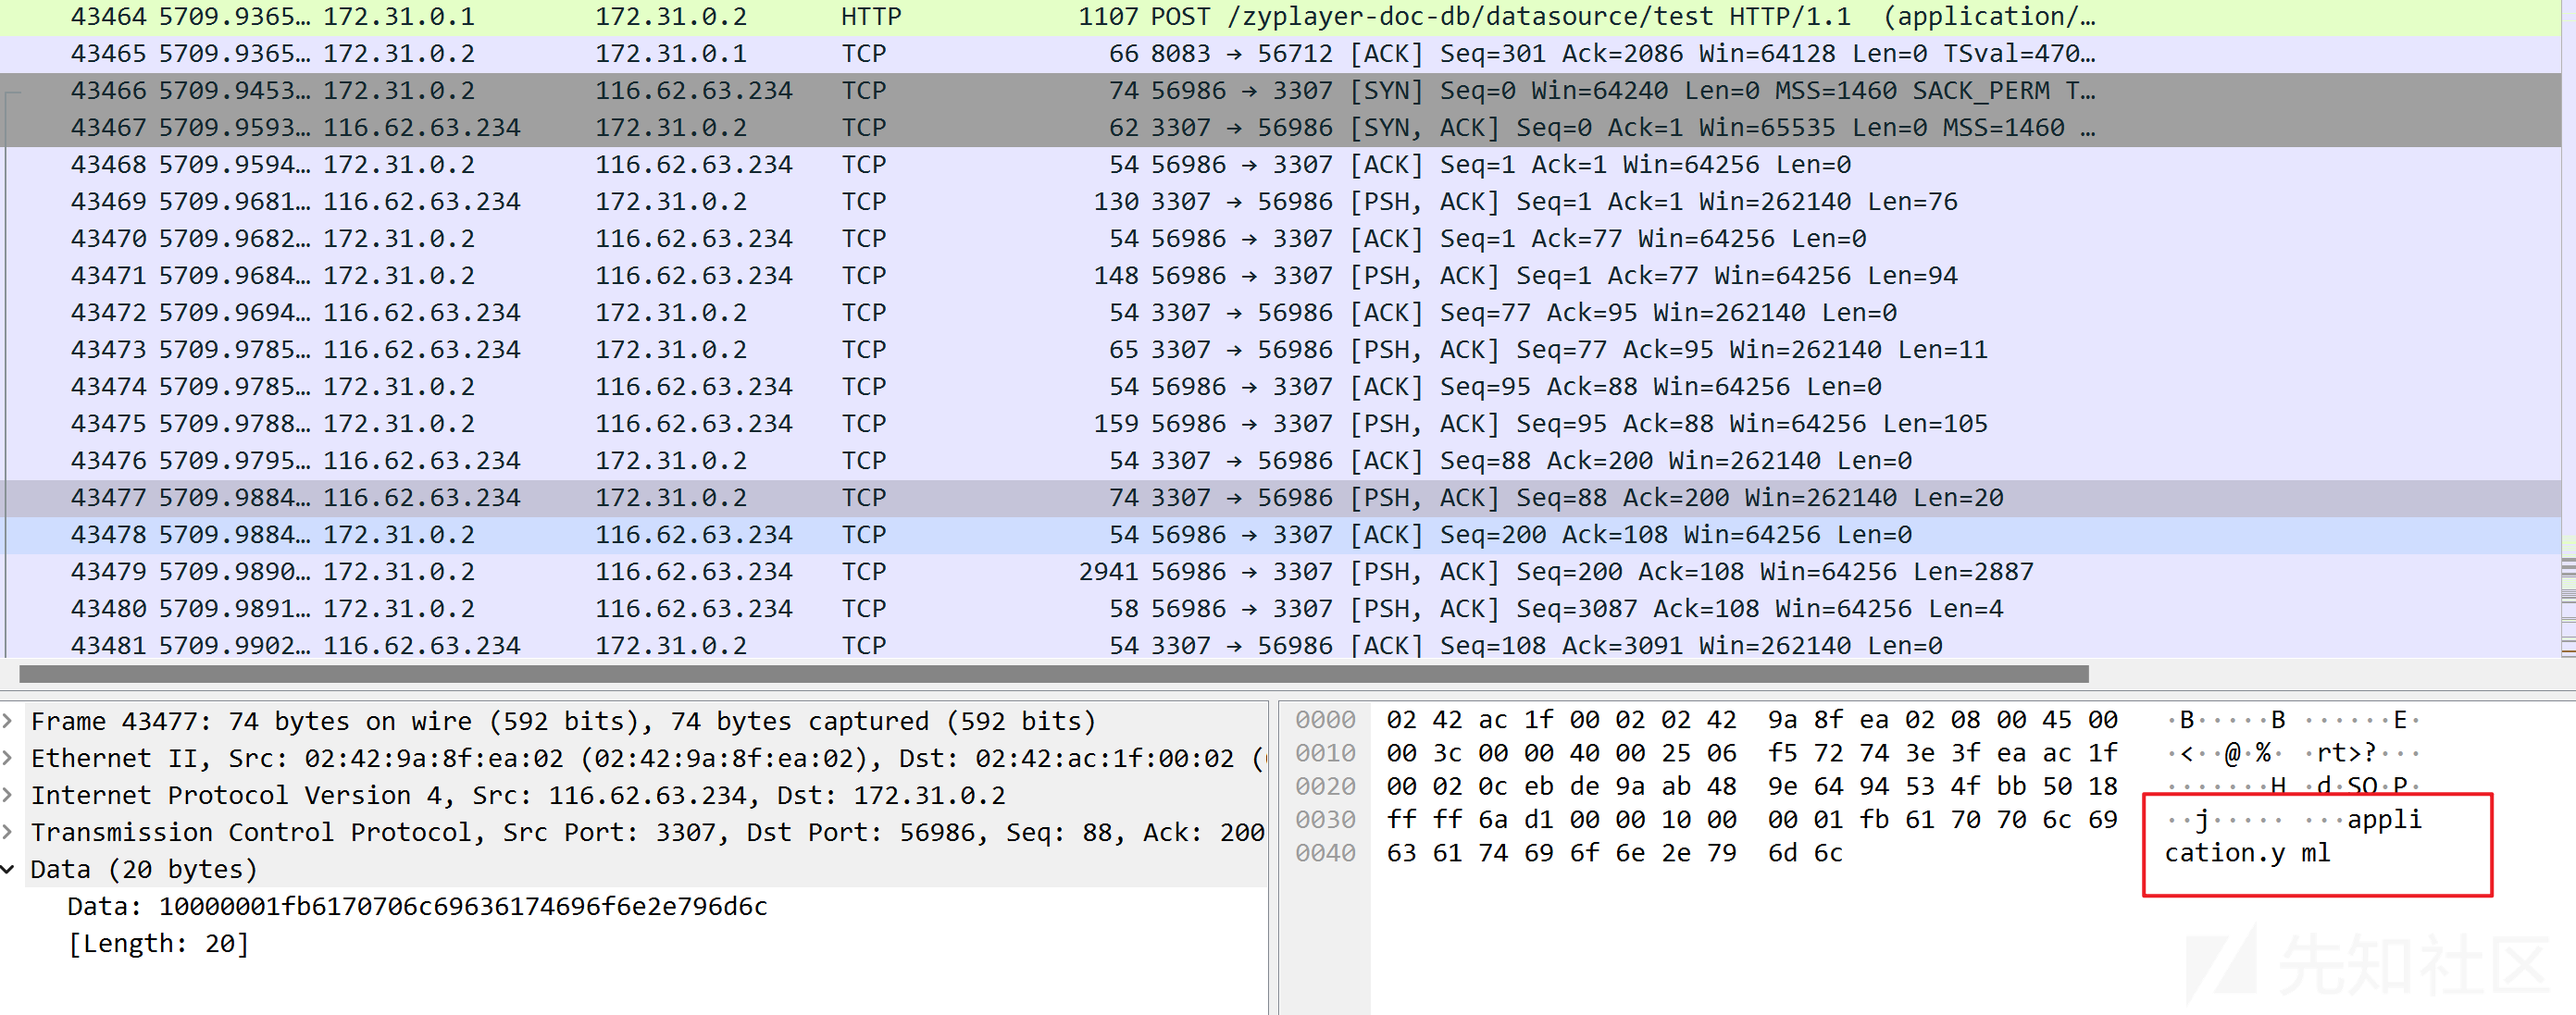 43464 5709.9365… 172.31.0.1 172.31.0.2 HTTP 1107 POST /zyplayer-doc-db/datasource/test HTTP/1.1 (application/…
43465 5709.9365… 172.31.0.2 172.31.0.1 TCP 66 8083 → 56712 [ACK] Seq=301 Ack=2086 Win=64128 Len=0 TSval=470…
43466 5709.9453… 172.31.0.2 116.62.63.234 TCP 74 56986 → 3307 [SYN] Seq=0 Win=64240 Len=0 MSS=1460 SACK_PERM T…
43467 5709.9593… 116.62.63.234 172.31.0.2 TCP 62 3307 → 56986 [SYN, ACK] Seq=0 Ack=1 Win=65535 Len=0 MSS=1460 …
43468 5709.9594… 172.31.0.2 116.62.63.234 TCP 54 56986 → 3307 [ACK] Seq=1 Ack=1 Win=64256 Len=0
43469 5709.9681… 116.62.63.234 172.31.0.2 TCP 130 3307 → 56986 [PSH, ACK] Seq=1 Ack=1 Win=262140 Len=76
43470 5709.9682… 172.31.0.2 116.62.63.234 TCP 54 56986 → 3307 [ACK] Seq=1 Ack=77 Win=64256 Len=0
43471 5709.9684… 172.31.0.2 116.62.63.234 TCP 148 56986 → 3307 [PSH, ACK] Seq=1 Ack=77 Win=64256 Len=94
43472 5709.9694… 116.62.63.234 172.31.0.2 TCP 54 3307 → 56986 [ACK] Seq=77 Ack=95 Win=262140 Len=0
43473 5709.9785… 116.62.63.234 172.31.0.2 TCP 65 3307 → 56986 [PSH, ACK] Seq=77 Ack=95 Win=262140 Len=11
43474 5709.9785… 172.31.0.2 116.62.63.234 TCP 54 56986 → 3307 [ACK] Seq=95 Ack=88 Win=64256 Len=0
43475 5709.9788… 172.31.0.2 116.62.63.234 TCP 159 56986 → 3307 [PSH, ACK] Seq=95 Ack=88 Win=64256 Len=105
43476 5709.9795… 116.62.63.234 172.31.0.2 TCP 54 3307 → 56986 [ACK] Seq=88 Ack=200 Win=262140 Len=0
43477 5709.9884… 116.62.63.234 172.31.0.2 TCP 74 3307 → 56986 [PSH, ACK] Seq=88 Ack=200 Win=262140 Len=20
43478 5709.9884… 172.31.0.2 116.62.63.234 TCP 54 56986 → 3307 [ACK] Seq=200 Ack=108 Win=64256 Len=0
43479 5709.9890… 172.31.0.2 116.62.63.234 TCP 2941 56986 → 3307 [PSH, ACK] Seq=200 Ack=108 Win=64256 Len=2887
43480 5709.9891… 172.31.0.2 116.62.63.234 TCP 58 56986 → 3307 [PSH, ACK] Seq=3087 Ack=108 Win=64256 Len=4
43481 5709.9902… 116.62.63.234 172.31.0.2 TCP 54 3307 → 56986 [ACK] Seq=108 Ack=3091 Win=262140 Len=0
Frame 43477: 74 bytes on wire (592 bits), 74 bytes captured (592 bits)
Ethernet II, Src: 02:42:9a:8f:ea:02 (02:42:9a:8f:ea:02), Dst: 02:42:ac:1f:00:02 (
Internet Protocol Version 4, Src: 116.62.63.234, Dst: 172.31.0.2
Transmission Control Protocol, Src Port: 3307, Dst Port: 56986, Seq: 88, Ack: 200
Data (20 bytes)
Data: 10000001fb6170706c69636174696f6e2e796d6c
[Length: 20]
0000 02 42 ac 1f 00 02 02 42 9a 8f ea 02 08 00 45 00 ·B·····B ······E·
0010 00 3c 00 00 40 00 25 06 f5 72 74 3e 3f ea ac 1f ·<··@·%· ·rt>?···
0020 00 02 0c eb de 9a ab 48 9e 64 94 53 4f bb 50 18 ·······H ·d·SO·P·
0030 ff ff 6a d1 00 00 10 00 00 01 fb 61 70 70 6c 69 ··j····· ···appli
0040 63 61 74 69 6f 6e 2e 79 6d 6c cation.y ml
先知社区